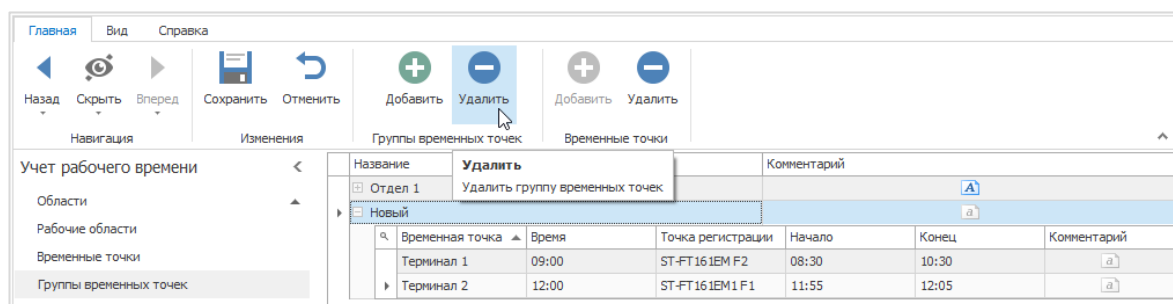 Главная Вид Справка
Назад Скрыть Вперед Сохранить Отменить Добавить Удалить Добавить Удалить
Навигация Изменения Группы временных точек Временные точки
Учет рабочего времени
Области
Рабочие области
Временные точки
Группы временных точек
Название Комментарий
Удалить
Удалить группу временных точек
Отдел 1
Новый
Временная точка Время Точка регистрации Начало Конец Комментарий
Терминал 1 09:00 ST-FT161EM F2 08:30 10:30
Терминал 2 12:00 ST-FT161EM1 F1 11:55 12:05